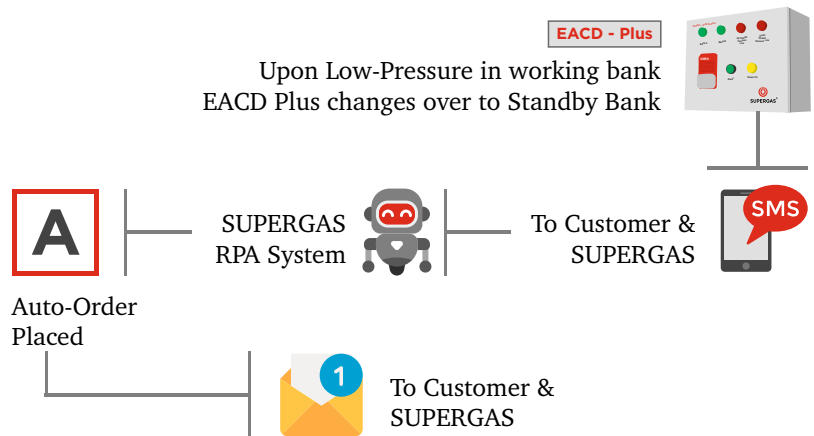 EACD - Plus
Upon Low-Pressure in working bank
EACD Plus changes over to Standby Bank
SUPERGAS
SMS
To Customer &
SUPERGAS
SUPERGAS
RPA System
A
Auto-Order
Placed
1
To Customer &
SUPERGAS